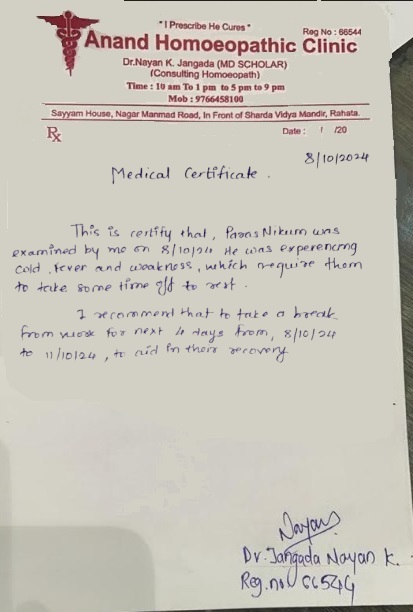 "I Prescribe He Cures"
Reg No : 66544
Anand Homoeopathic Clinic
Dr.Nayan K. Jangada (MD SCHOLAR)
(Consulting Homoeopath)
Time : 10 am To 1 pm to 5 pm to 9 pm
Mob : 9766458100
Sayyam House, Nagar Manmad Road, In Front of Sharda Vidya Mandir, Rahata.
Rx
Date : / /20
8/10/2024
Medical Certificate.
This is certify that, Paras Nikum was
examined by me on 8/10/24 He was experencing
cold, fever and weakness, which require them
to take some time off to rest.
I recommend that to take a break
from work for next 4 days from, 8/10/24
to 11/10/24, to aid in their recovery
Nayan
Dr. Jangada Nayan K.
Reg.no 66544